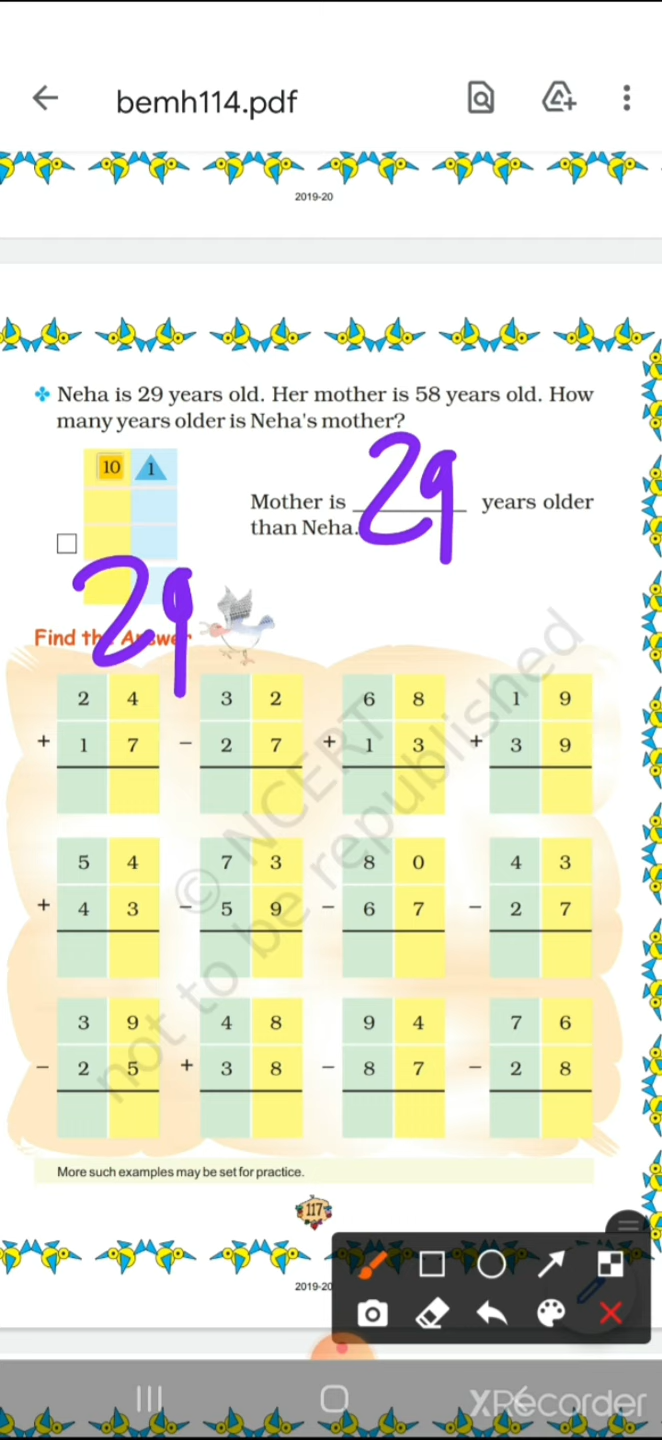 bemh114.pdf
2019-20
Neha is 29 years old. Her mother is 58 years old. How
many years older is Neha's mother?
10 1
Mother is 29 years older
than Neha.
29
Find the Answer
2 4 3 2 6 8 1 9
+ 1 7 - 2 7 + 1 3 + 3 9
5 4 7 3 8 0 4 3
+ 4 3 - 5 9 - 6 7 - 2 7
3 9 4 8 9 4 7 6
- 2 5 + 3 8 - 8 7 - 2 8
© NCERT
not to be republished
More such examples may be set for practice.
117
2019-20
XRecorder